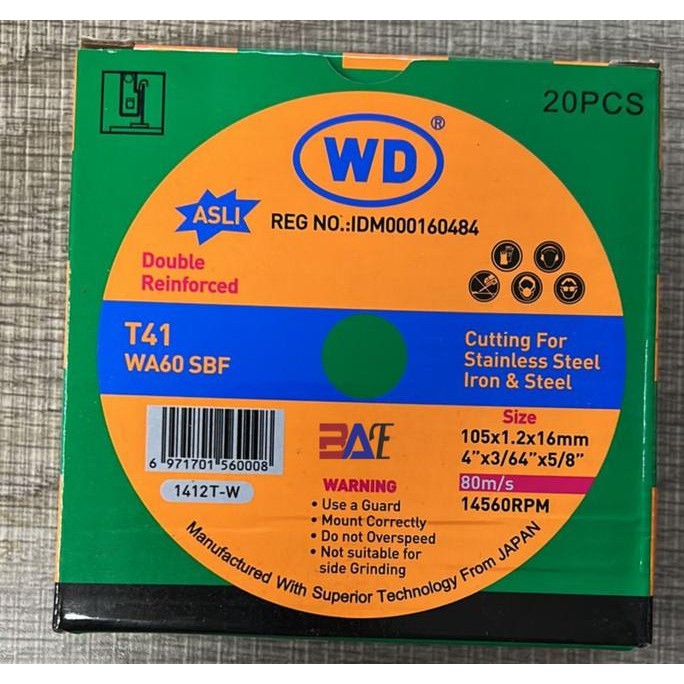 20PCS
WD®
ASLI
REG NO.:IDM000160484
Double
Reinforced
T41
WA60 SBF
Cutting For
Stainless Steel
Iron & Steel
Size
105x1.2x16mm
4”x3/64”x5/8”
80m/s
14560RPM
6 971701 560008
1412T-W
BAE
WARNING
• Use a Guard
• Mount Correctly
• Do not Overspeed
• Not suitable for
side Grinding
Manufactured With Superior Technology From JAPAN